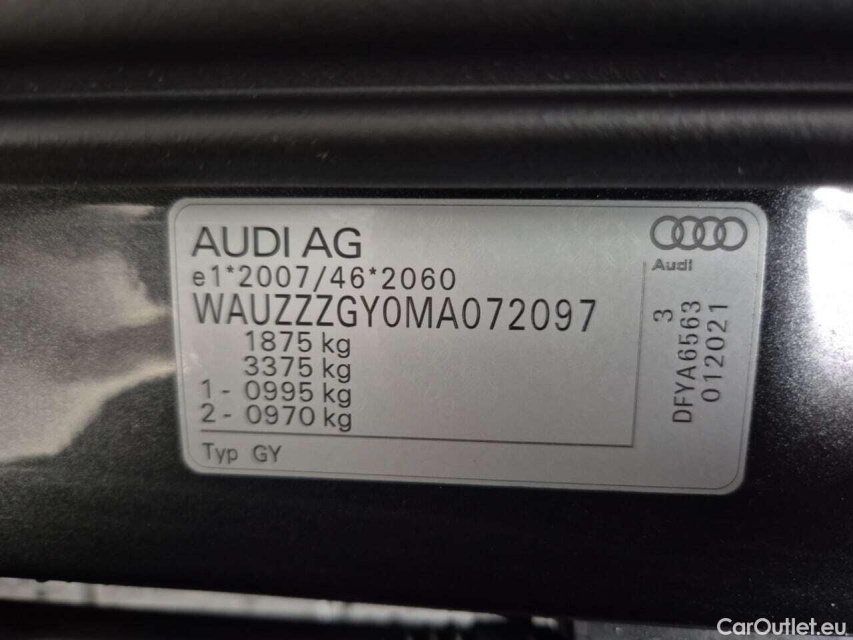 AUDI AG
e1*2007/46*2060
WAUZZZGY0MA072097
1875 kg
3375 kg
1 - 0995 kg
2 - 0970 kg
Typ GY
Audi
3
DFYA6563
012021
CarOutlet.eu